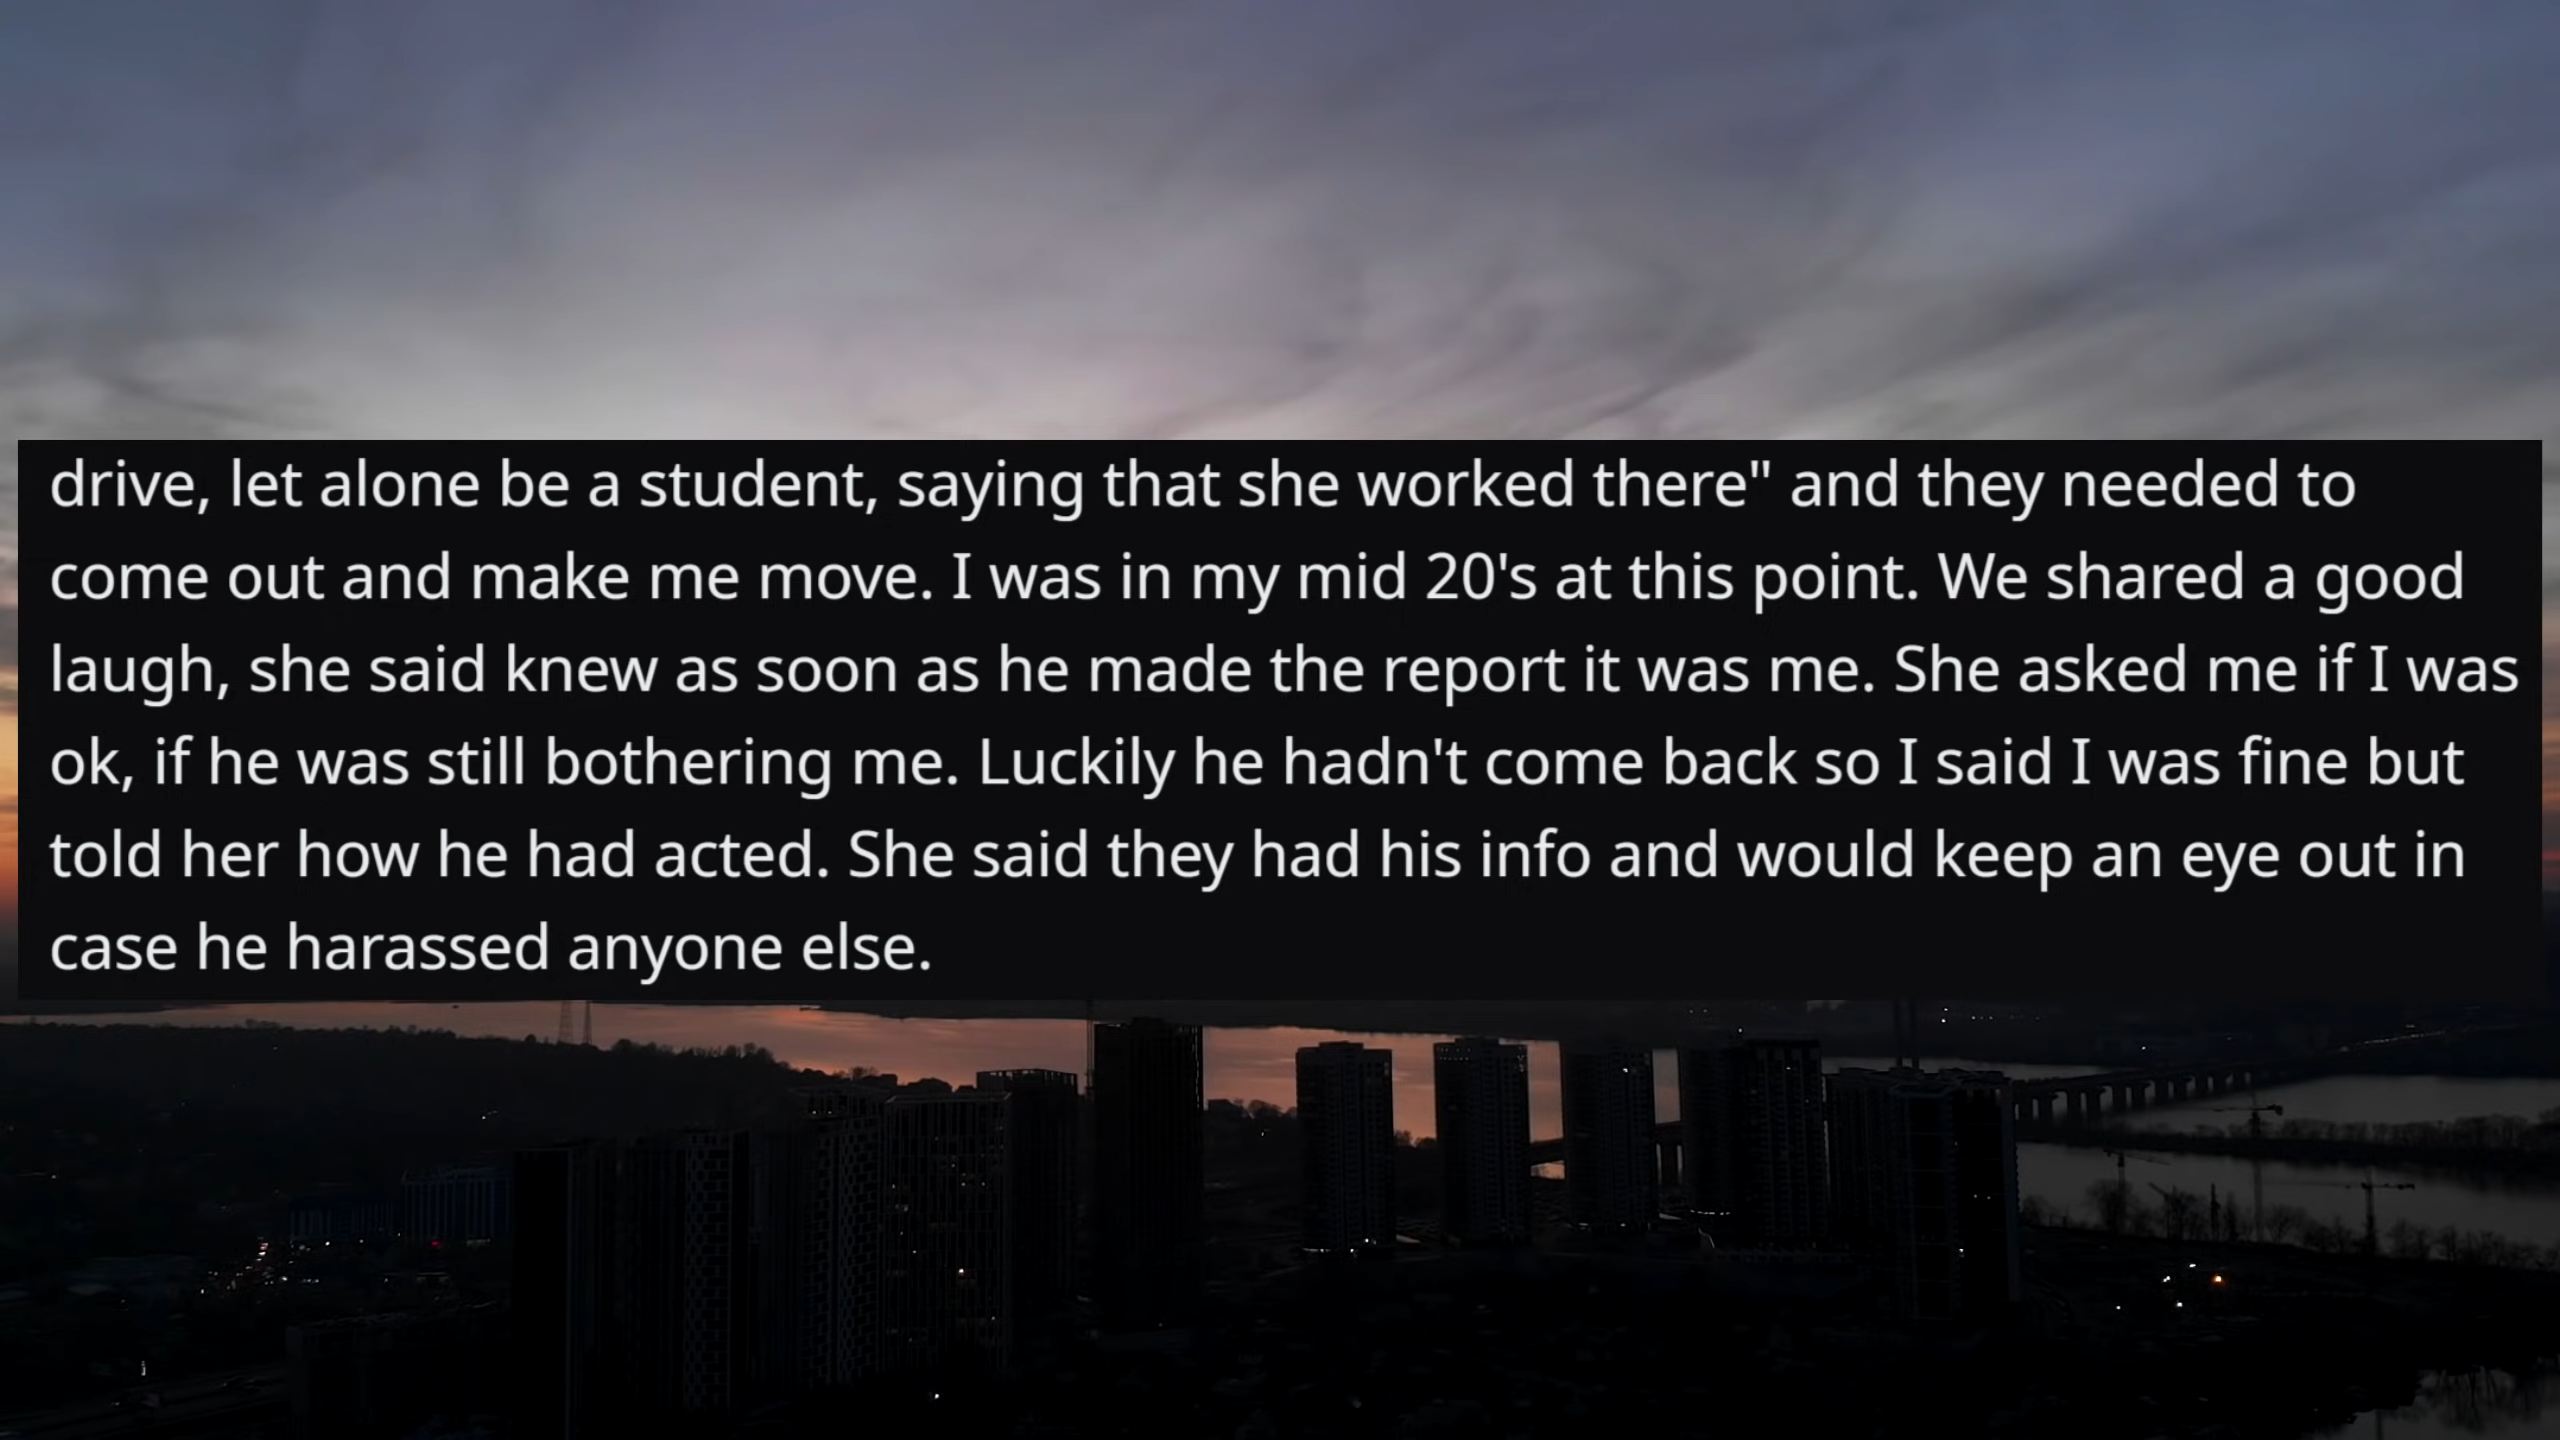 drive, let alone be a student, saying that she worked there" and they needed to
come out and make me move. I was in my mid 20's at this point. We shared a good
laugh, she said knew as soon as he made the report it was me. She asked me if I was
ok, if he was still bothering me. Luckily he hadn't come back so I said I was fine but
told her how he had acted. She said they had his info and would keep an eye out in
case he harassed anyone else.